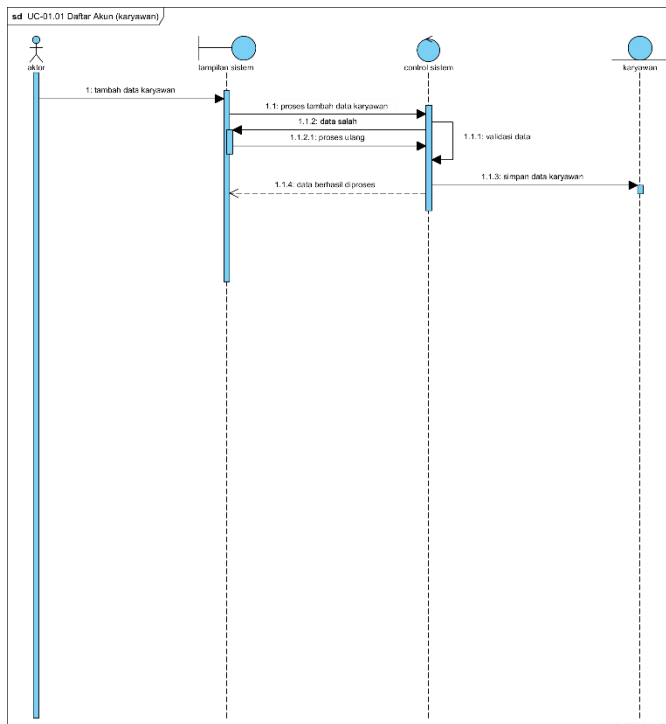 sd UC-01.01 Daftar Akun (karyawan)
aktor
tampilan sistem
control sistem
karyawan
1: tambah data karyawan
1.1: proses tambah data karyawan
1.1.2: data salah
1.1.1: validasi data
1.1.2.1: proses ulang
1.1.3: simpan data karyawan
1.1.4: data berhasil diproses